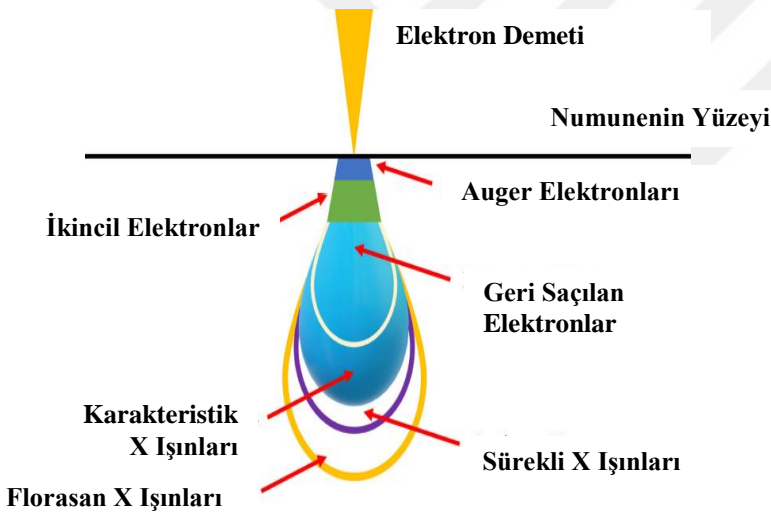 Elektron Demeti
Numunenin Yüzeyi
Auger Elektronları
İkincil Elektronlar
Geri Saçılan
Elektronlar
Karakteristik
X Işınları
Sürekli X Işınları
Florasan X Işınları